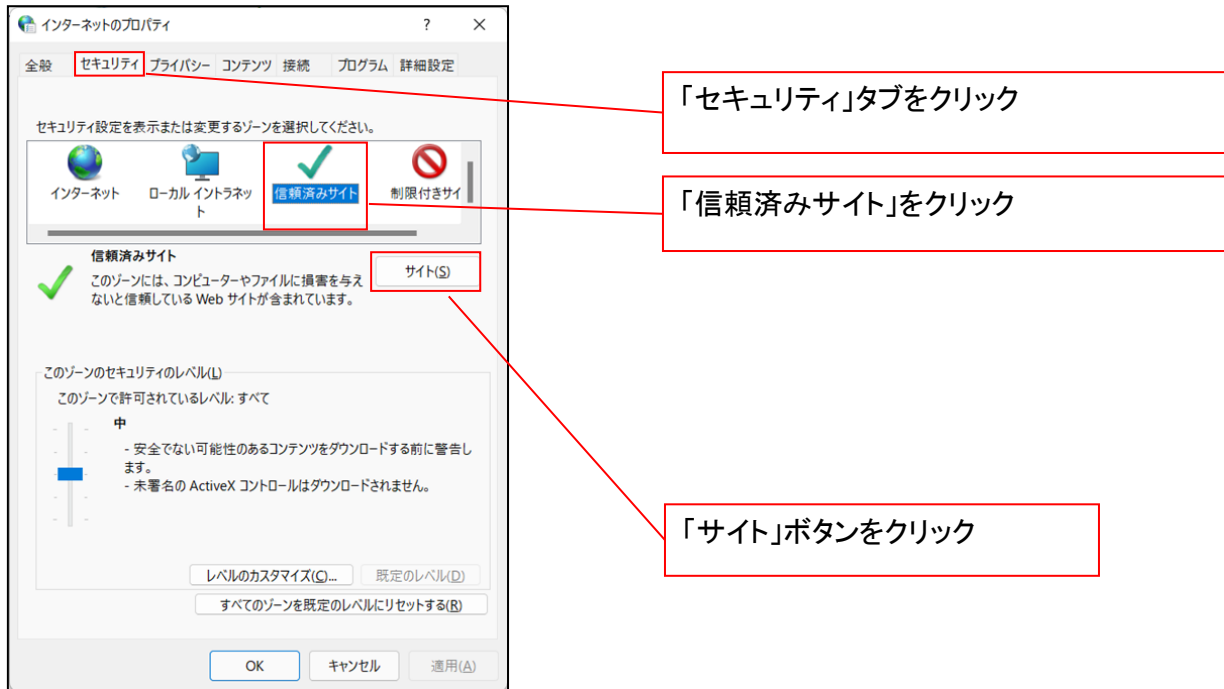 インターネットのプロパティ
?
×
全般 セキュリティ プライバシー コンテンツ 接続 プログラム 詳細設定
セキュリティ設定を表示または変更するゾーンを選択してください。
インターネット
ローカル イントラネッ
ト
信頼済みサイト
制限付きサイ
信頼済みサイト
このゾーンには、コンピューターやファイルに損害を与え
ないと信頼している Web サイトが含まれています。
サイト(S)
このゾーンのセキュリティのレベル(L)
このゾーンで許可されているレベル: すべて
中
- 安全でない可能性のあるコンテンツをダウンロードする前に警告し
ます。
- 未署名の ActiveX コントロールはダウンロードされません。
レベルのカスタマイズ(C)...
既定のレベル(D)
すべてのゾーンを既定のレベルにリセットする(R)
OK
キャンセル
適用(A)
「セキュリティ」タブをクリック
「信頼済みサイト」をクリック
「サイト」ボタンをクリック